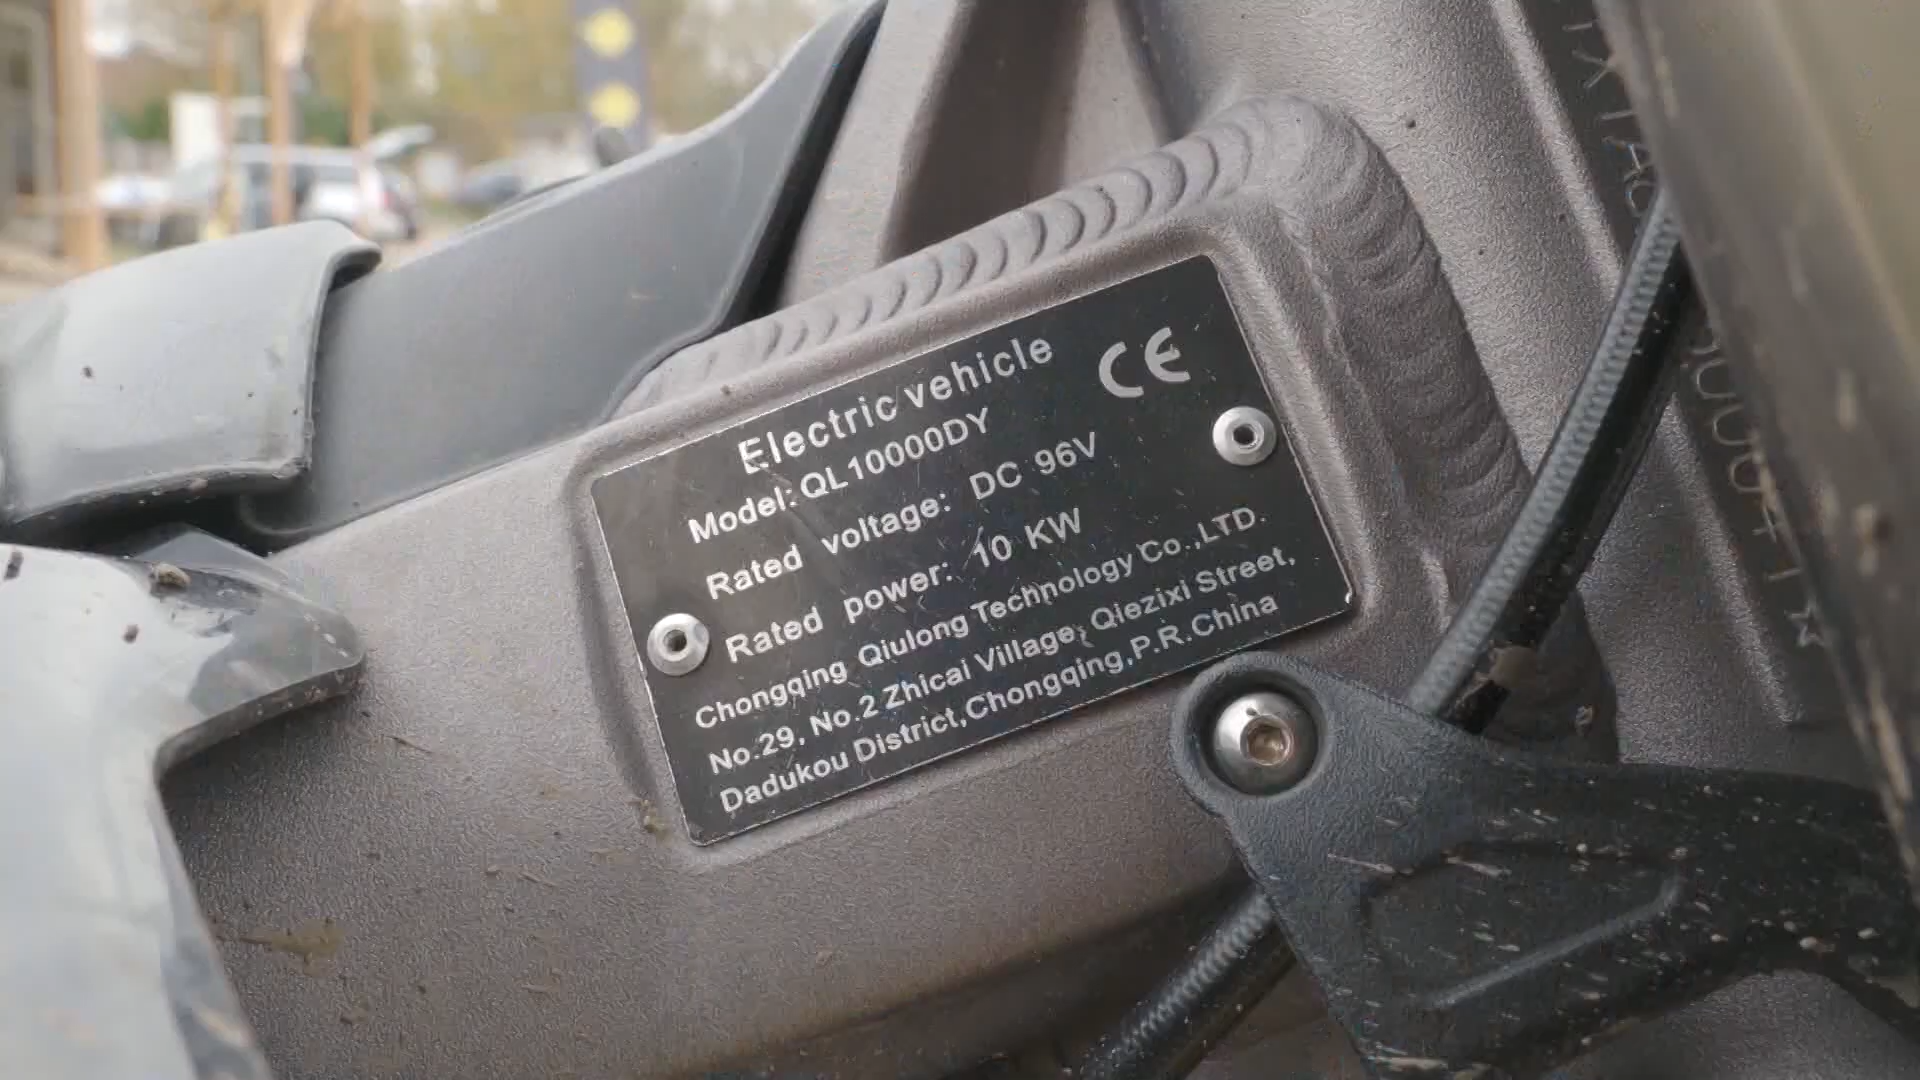 Electric vehicle CE
Model: QL10000DY
Rated voltage: DC 96V
Rated power: 10 KW
Chongqing Qiulong Technology Co.,LTD.
No.29, No.2 Zhicai Village, Qiezixi Street,
Dadukou District,Chongqing,P.R.China